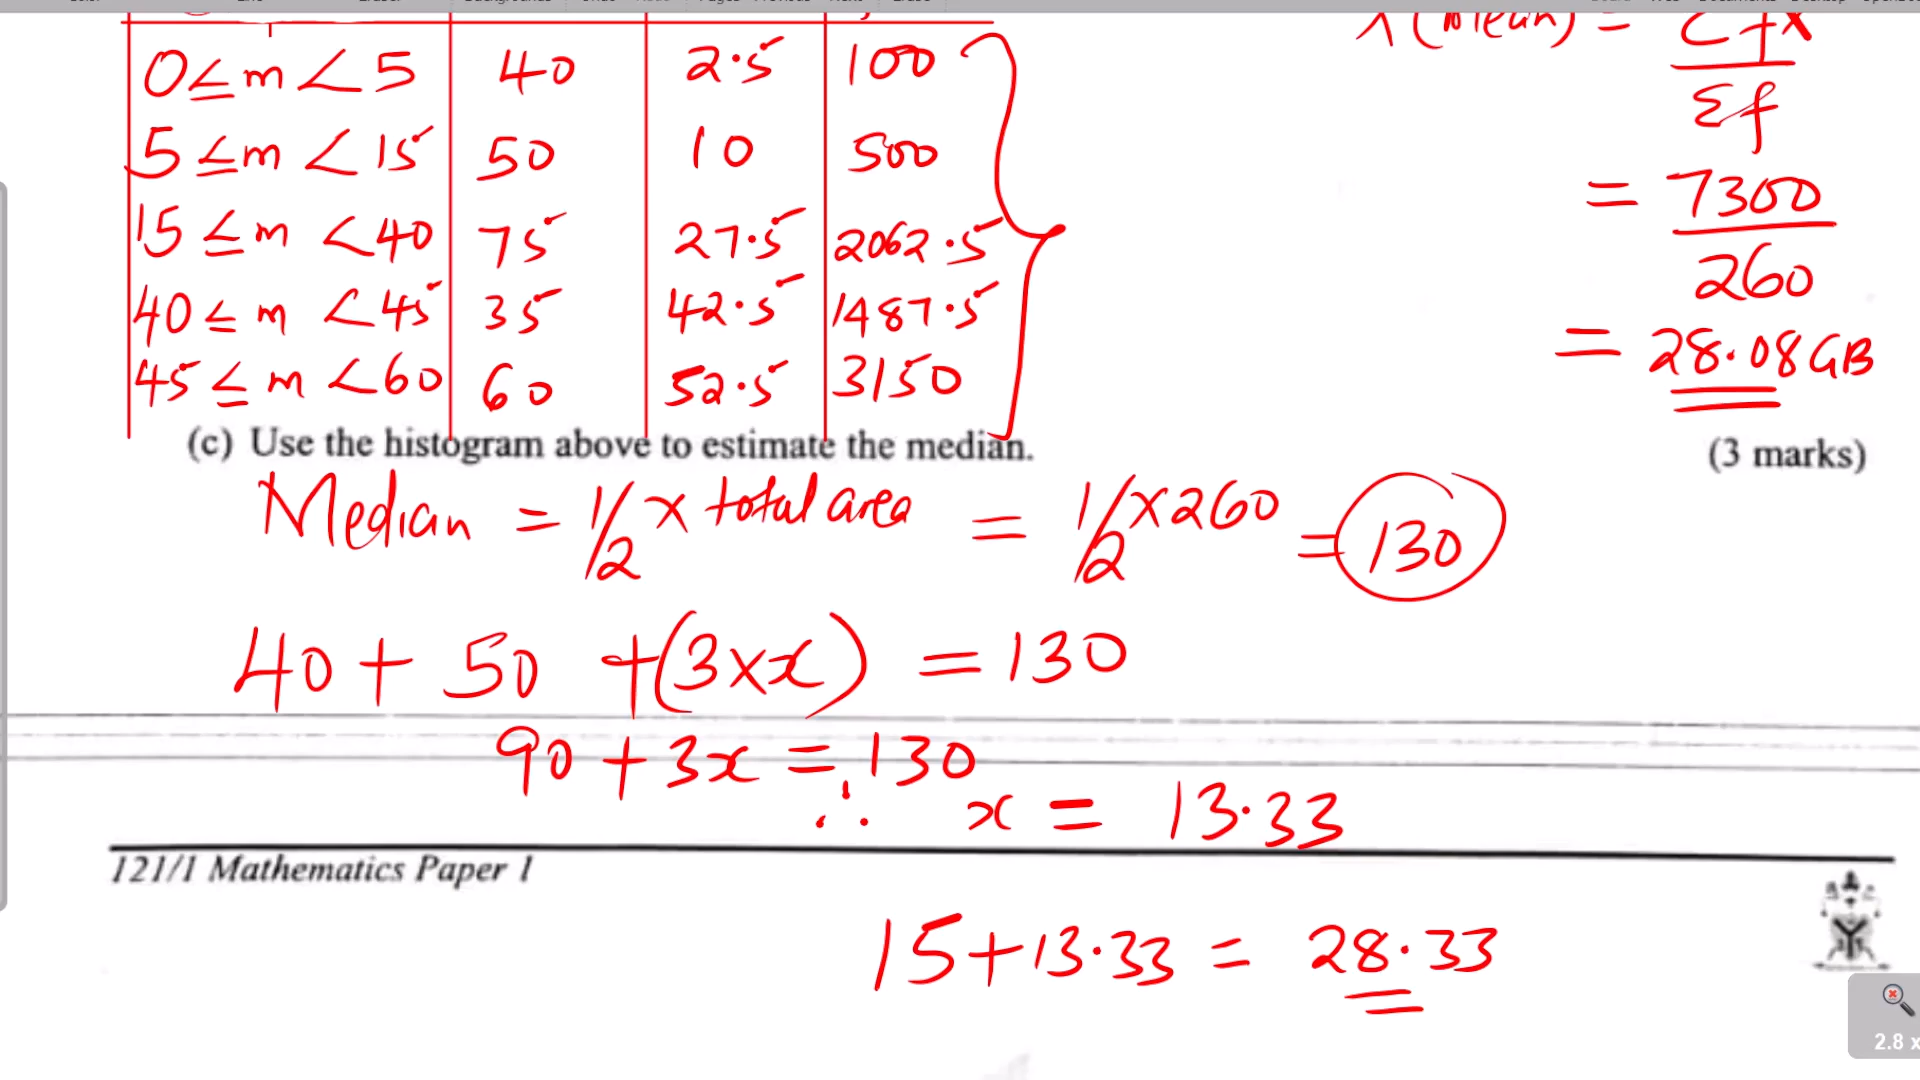 0 ≤ m < 5 40 2.5 100
5 ≤ m < 15 50 10 500
15 ≤ m < 40 75 27.5 2062.5
40 ≤ m < 45 35 42.5 1487.5
45 ≤ m < 60 60 52.5 3150
(Mean) = Σfx
Σf
= 7300
260
= 28.08GB
(c) Use the histogram above to estimate the median. (3 marks)
Median = 1/2 x total area = 1/2 x 260 = 130
40 + 50 + (3 x x) = 130
90 + 3x = 130
∴ x = 13.33
121/1 Mathematics Paper 1
15 + 13.33 = 28.33
2.8 x